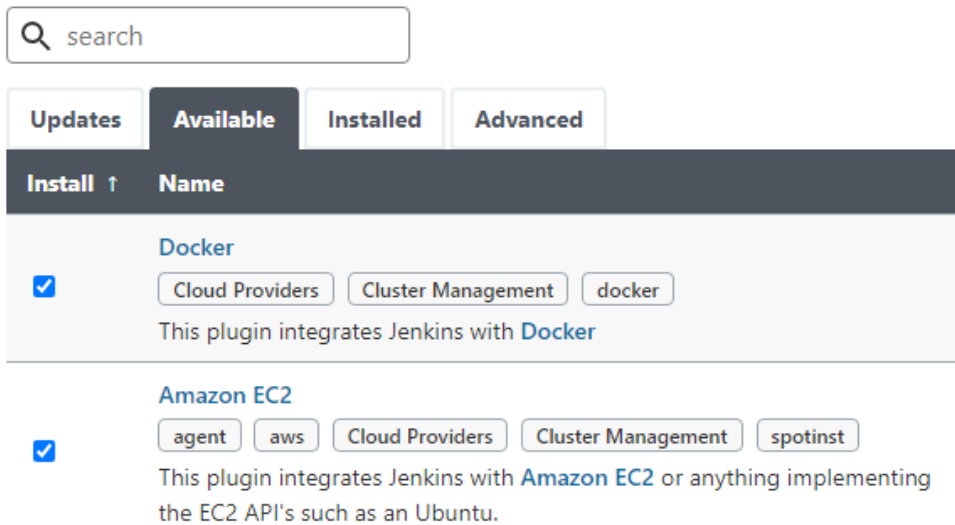 search
Updates Available Installed Advanced
Install ↑ Name
Docker
Cloud Providers Cluster Management docker
This plugin integrates Jenkins with Docker
Amazon EC2
agent aws Cloud Providers Cluster Management spotinst
This plugin integrates Jenkins with Amazon EC2 or anything implementing
the EC2 API's such as an Ubuntu.